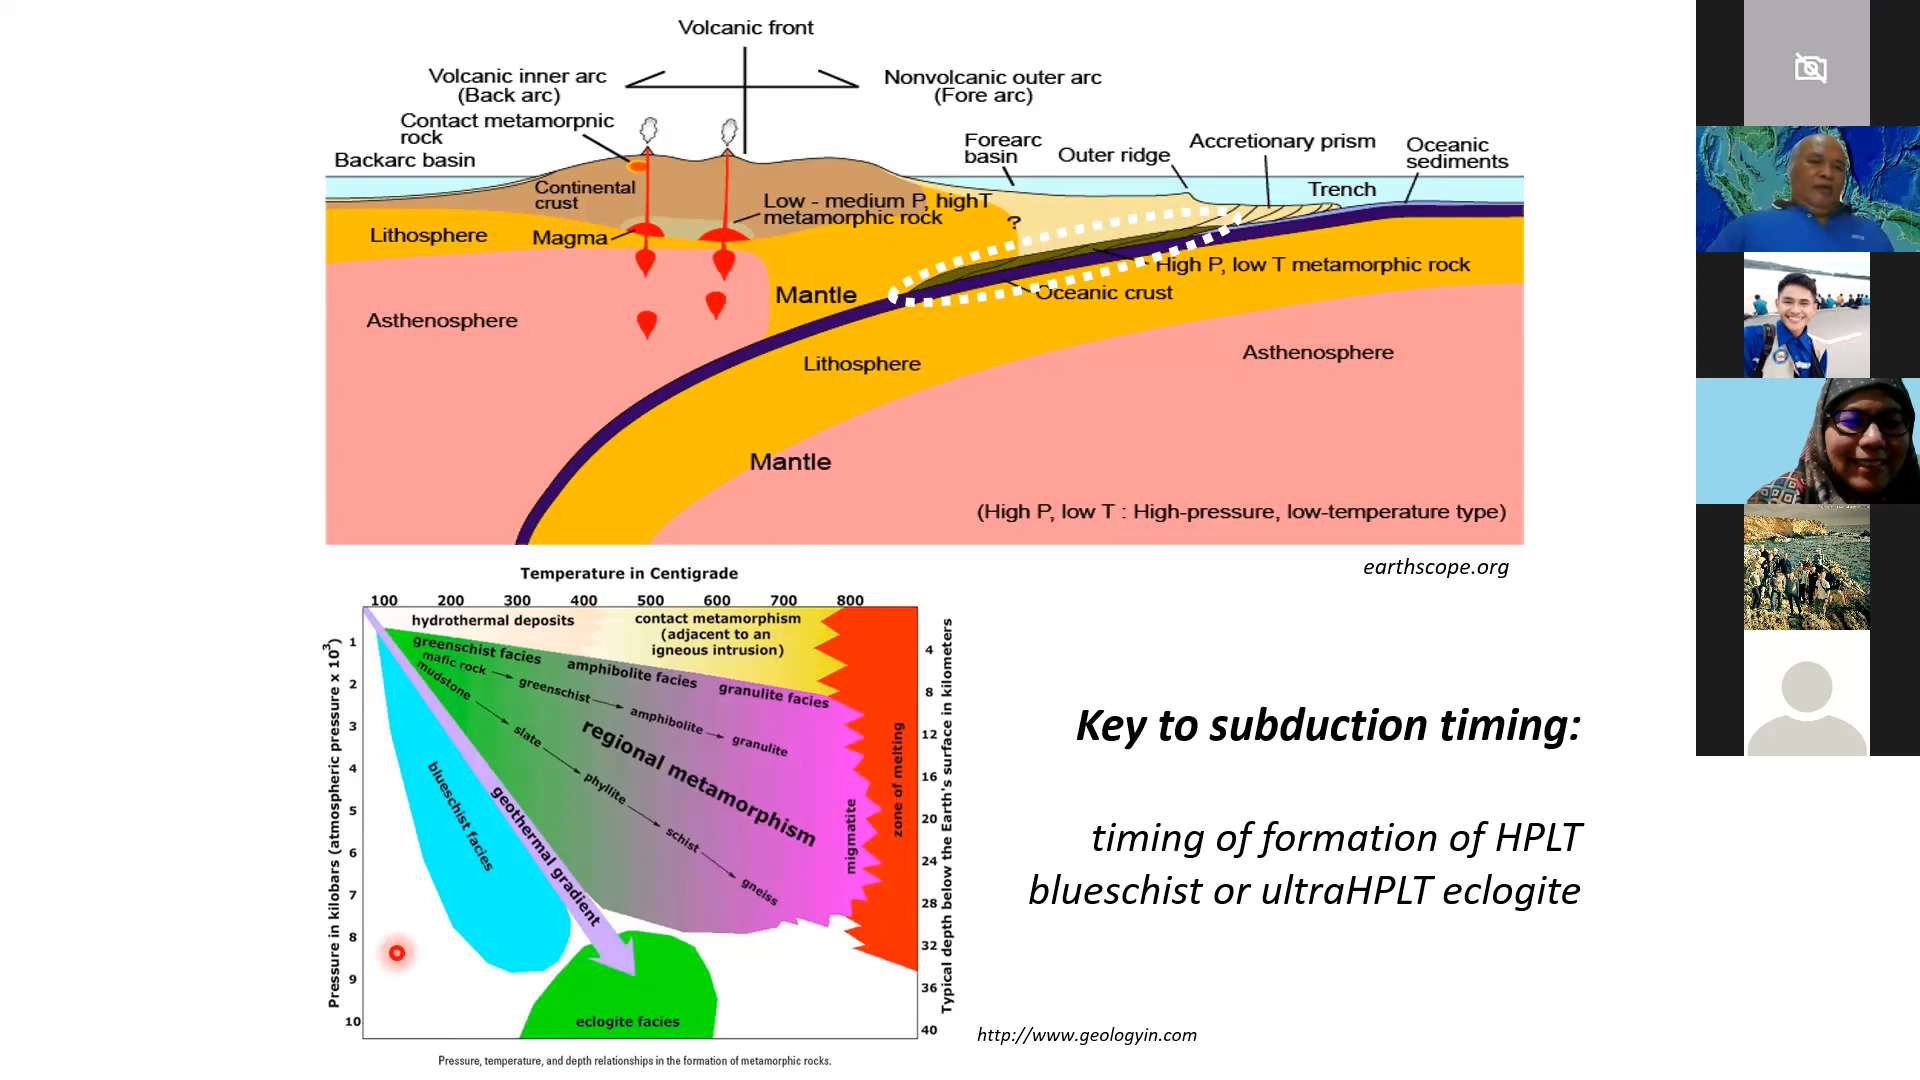 Volcanic front
Volcanic inner arc
(Back arc)
Nonvolcanic outer arc
(Fore arc)
Contact metamorpnic
rock
Backarc basin
Forearc
basin
Outer ridge
Accretionary prism
Oceanic
sediments
Continental
crust
Low - medium P, highT
metamorphic rock
Trench
?
Lithosphere
Magma
High P, low T metamorphic rock
Mantle
Oceanic crust
Asthenosphere
Lithosphere
Asthenosphere
Mantle
(High P, low T : High-pressure, low-temperature type)
earthscope.org
Temperature in Centigrade
100 200 300 400 500 600 700 800
hydrothermal deposits
contact metamorphism
(adjacent to an
igneous intrusion)
greenschist facies
amphibolite facies
granulite facies
mafic rock
greenschist
amphibolite
granulite
mudstone
slate
phyllite
schist
gneiss
regional metamorphism
blueschist facies
geothermal gradient
migmatite
zone of melting
eclogite facies
Pressure in kilobars (atmospheric pressure x 10³)
1
2
3
4
5
6
7
8
9
10
4
8
12
16
20
24
28
32
36
40
Typical depth below the Earth's surface in kilometers
Pressure, temperature, and depth relationships in the formation of metamorphic rocks.
http://www.geologyin.com
Key to subduction timing:
timing of formation of HPLT
blueschist or ultraHPLT eclogite